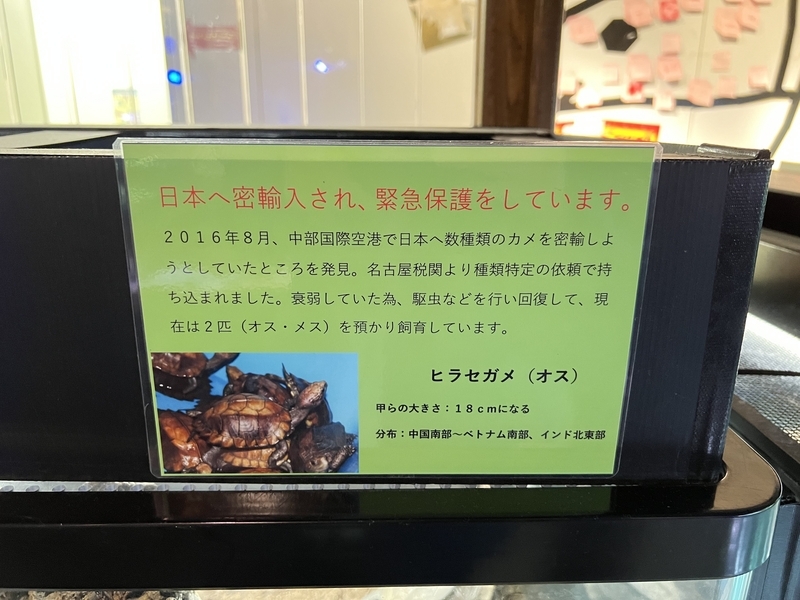 日本へ密輸入され、緊急保護をしています。
２０１６年８月、中部国際空港で日本へ数種類のカメを密輸しよ
うとしていたところを発見。名古屋税関より種類特定の依頼で持
ち込まれました。衰弱していた為、駆虫などを行い回復して、現
在は２匹（オス・メス）を預かり飼育しています。
ヒラセガメ（オス）
甲らの大きさ：１８ｃｍになる
分布：中国南部～ベトナム南部、インド北東部